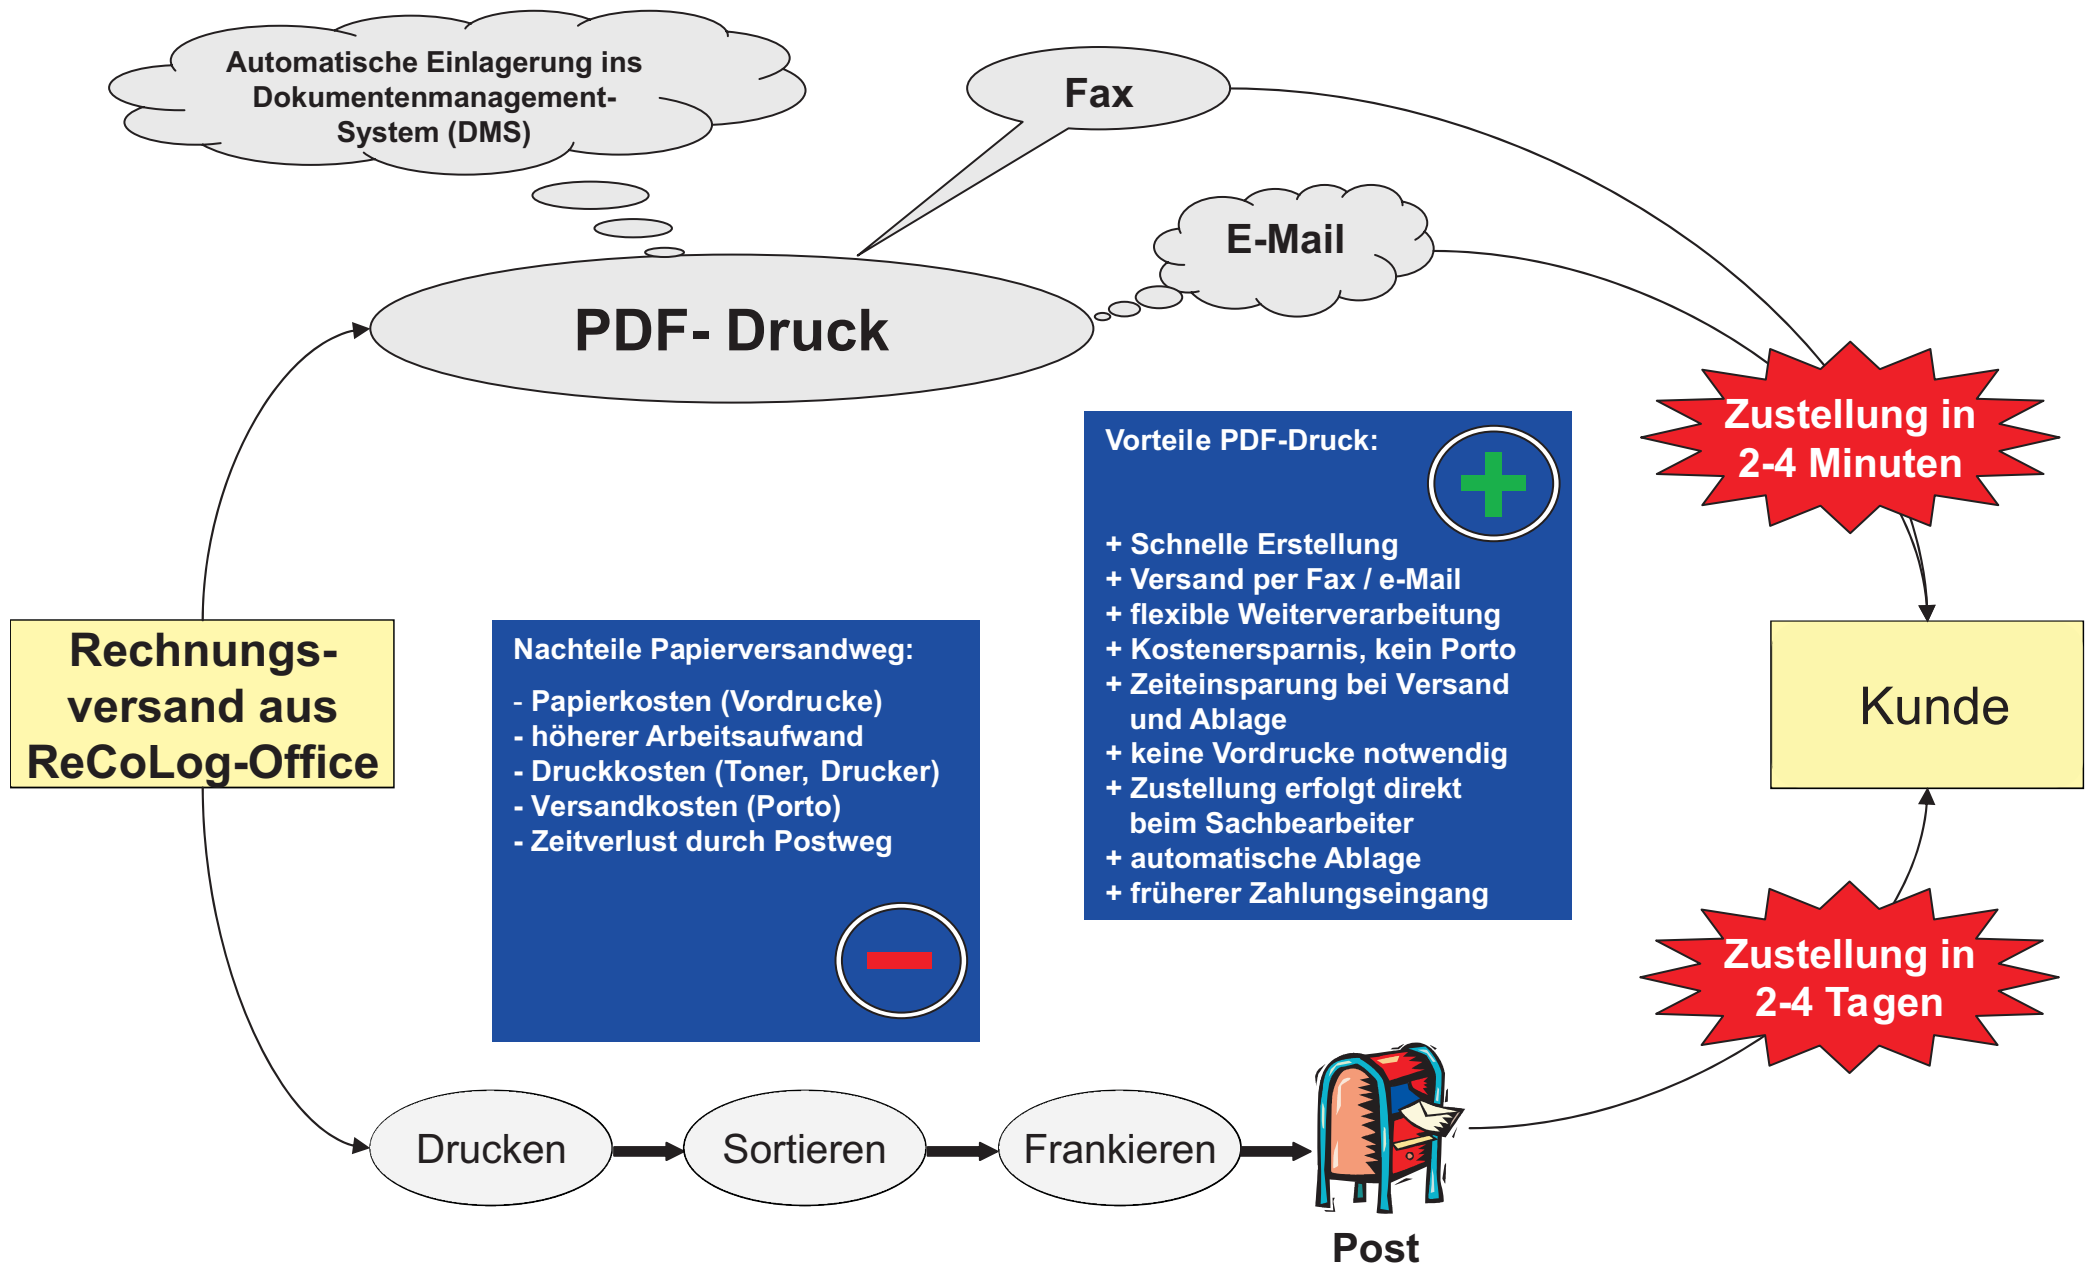 Automatische Einlagerung ins
Dokumentenmanagement-
System (DMS)
Fax
E-Mail
PDF- Druck
Zustellung in
2-4 Minuten
Vorteile PDF-Druck:
+ Schnelle Erstellung
+ Versand per Fax / e-Mail
+ flexible Weiterverarbeitung
+ Kostenersparnis, kein Porto
+ Zeiteinsparung bei Versand
und Ablage
+ keine Vordrucke notwendig
+ Zustellung erfolgt direkt
beim Sachbearbeiter
+ automatische Ablage
+ früherer Zahlungseingang
Rechnungs-
versand aus
ReCoLog-Office
Nachteile Papierversandweg:
- Papierkosten (Vordrucke)
- höherer Arbeitsaufwand
- Druckkosten (Toner, Drucker)
- Versandkosten (Porto)
- Zeitverlust durch Postweg
Kunde
Zustellung in
2-4 Tagen
Drucken
Sortieren
Frankieren
Post